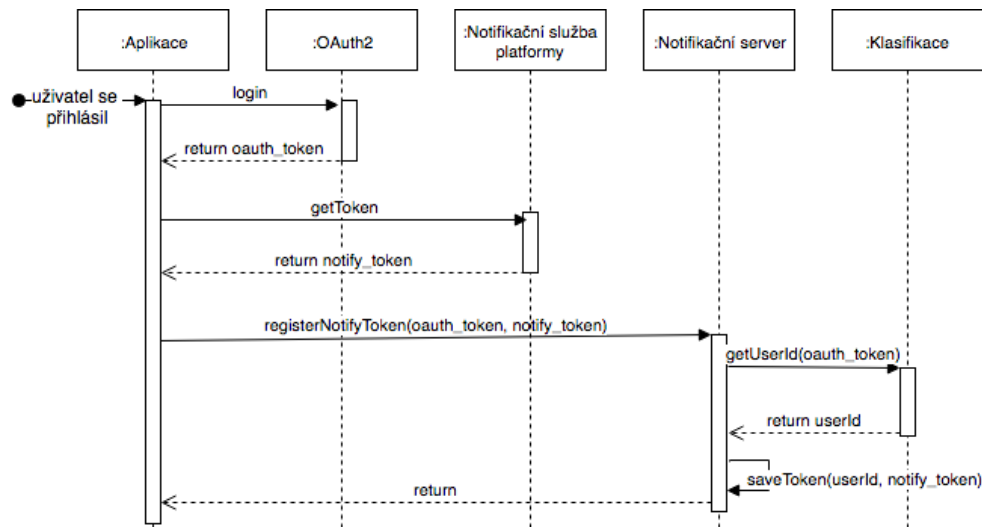 :Aplikace
:OAuth2
:Notifikační služba
platformy
:Notifikační server
:Klasifikace
uživatel se
přihlásil
login
return oauth_token
getToken
return notify_token
registerNotifyToken(oauth_token, notify_token)
getUserId(oauth_token)
return userId
saveToken(userId, notify_token)
return